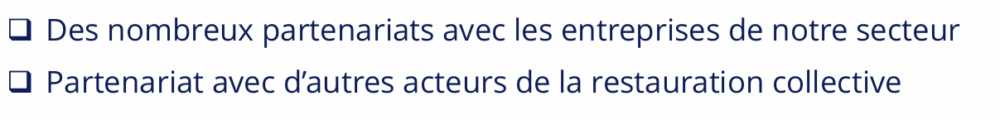 ❑ Des nombreux partenariats avec les entreprises de notre secteur
❑ Partenariat avec d’autres acteurs de la restauration collective